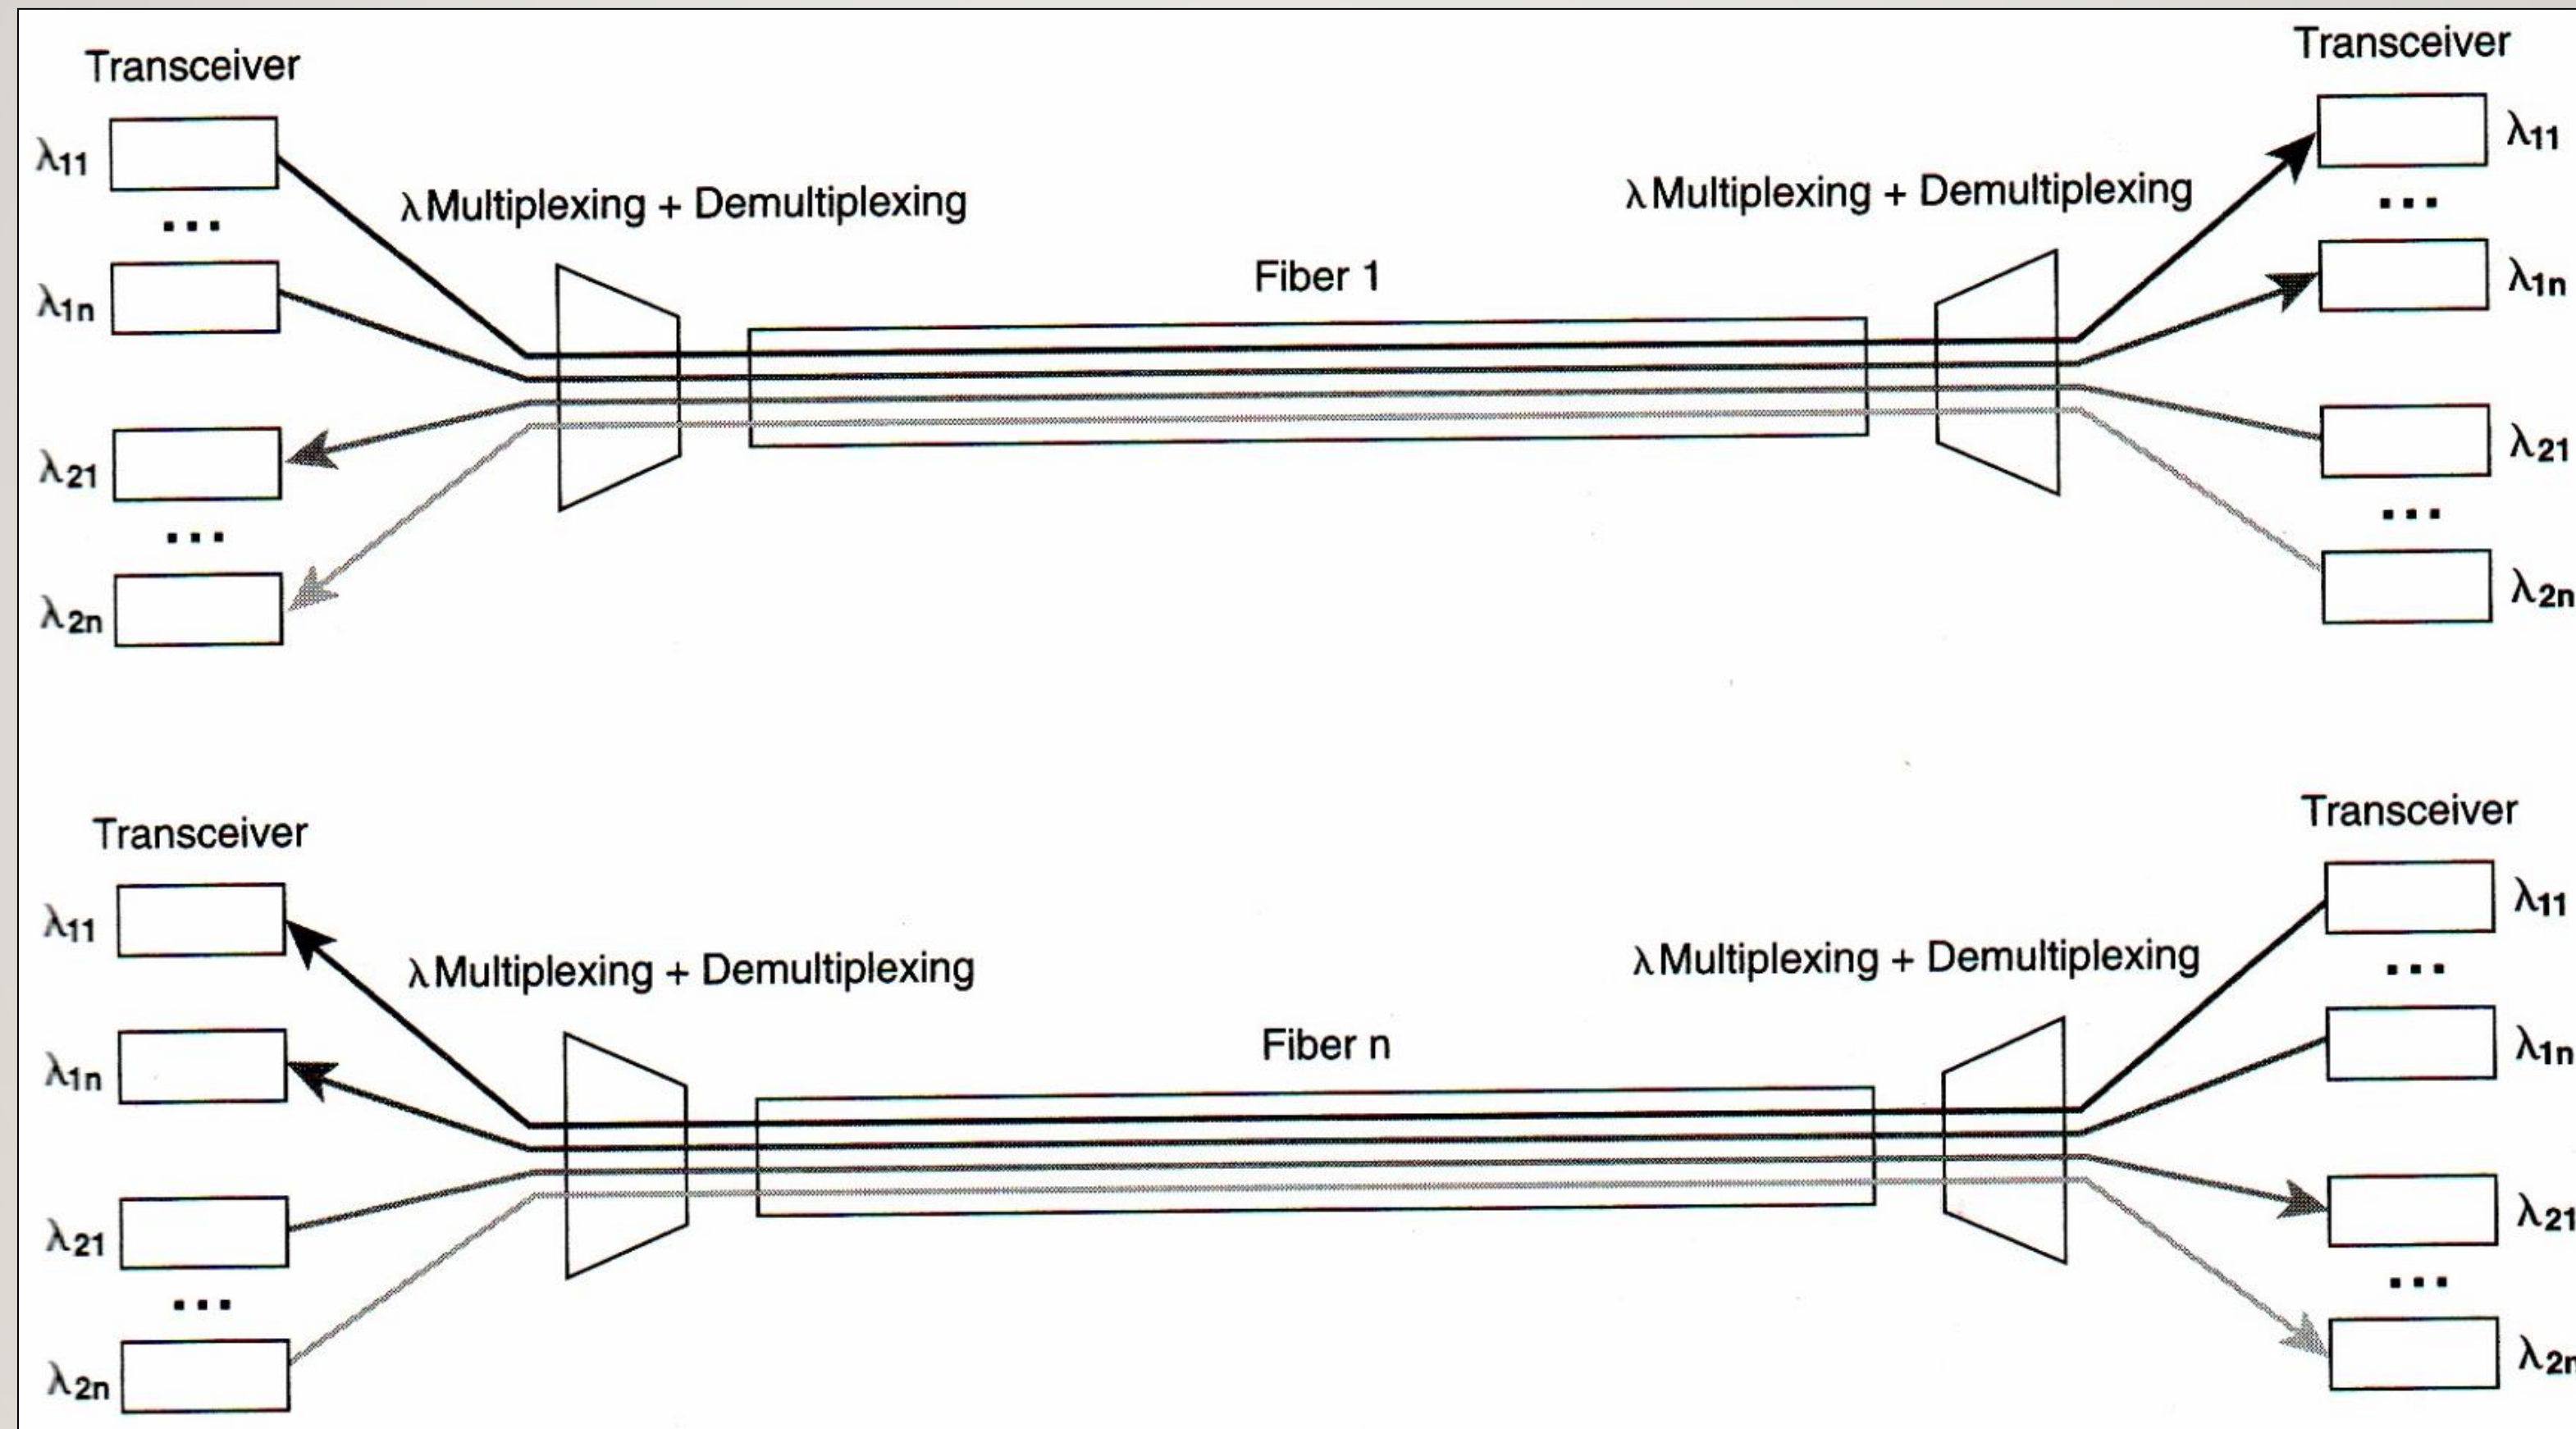 Transceiver
Transceiver
λ11
λ11
λMultiplexing + Demultiplexing
λMultiplexing + Demultiplexing
...
...
Fiber 1
λ1n
λ1n
λ21
λ21
...
...
λ2n
λ2n
Transceiver
Transceiver
λ11
λ11
λMultiplexing + Demultiplexing
λMultiplexing + Demultiplexing
...
...
Fiber n
λ1n
λ1n
λ21
λ21
...
...
λ2n
λ2n